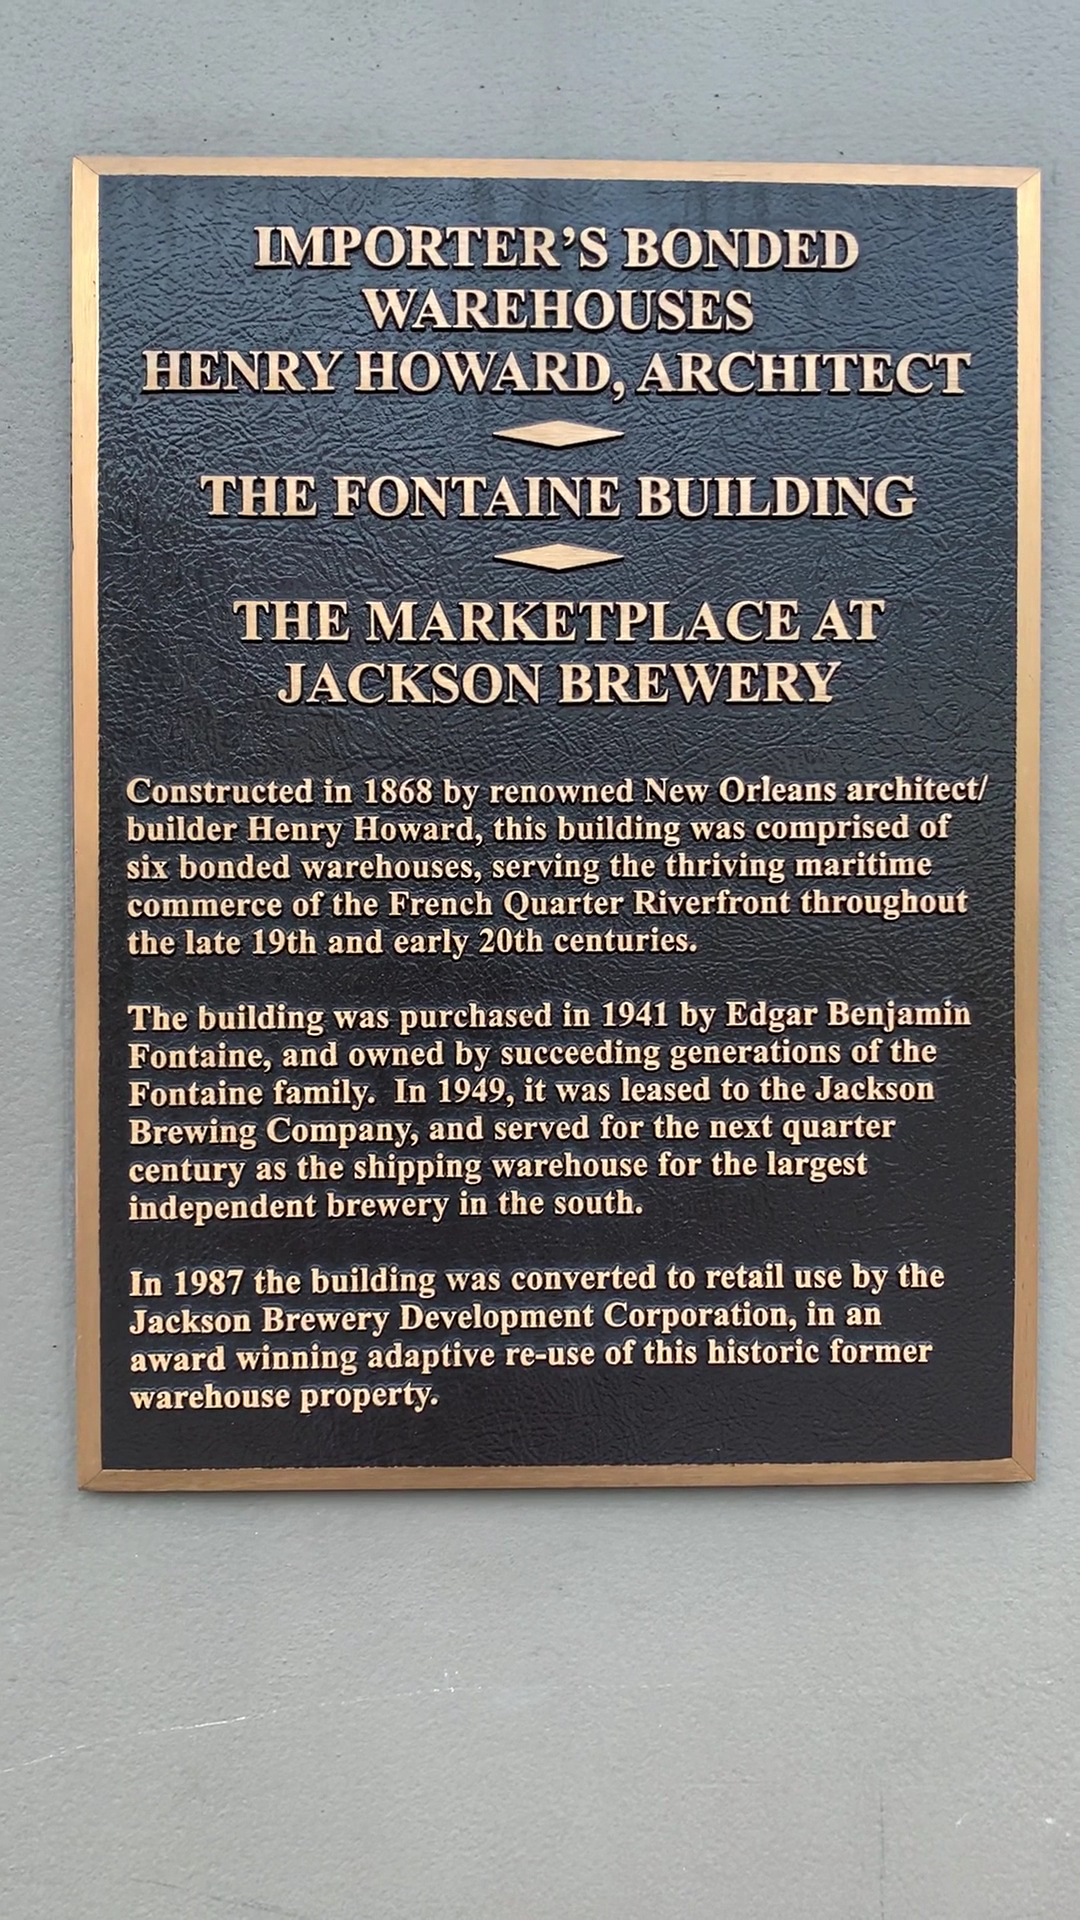 IMPORTER'S BONDED
WAREHOUSES
HENRY HOWARD, ARCHITECT
THE FONTAINE BUILDING
THE MARKETPLACE AT
JACKSON BREWERY
Constructed in 1868 by renowned New Orleans architect/
builder Henry Howard, this building was comprised of
six bonded warehouses, serving the thriving maritime
commerce of the French Quarter Riverfront throughout
the late 19th and early 20th centuries.
The building was purchased in 1941 by Edgar Benjamin
Fontaine, and owned by succeeding generations of the
Fontaine family. In 1949, it was leased to the Jackson
Brewing Company, and served for the next quarter
century as the shipping warehouse for the largest
independent brewery in the south.
In 1987 the building was converted to retail use by the
Jackson Brewery Development Corporation, in an
award winning adaptive re-use of this historic former
warehouse property.